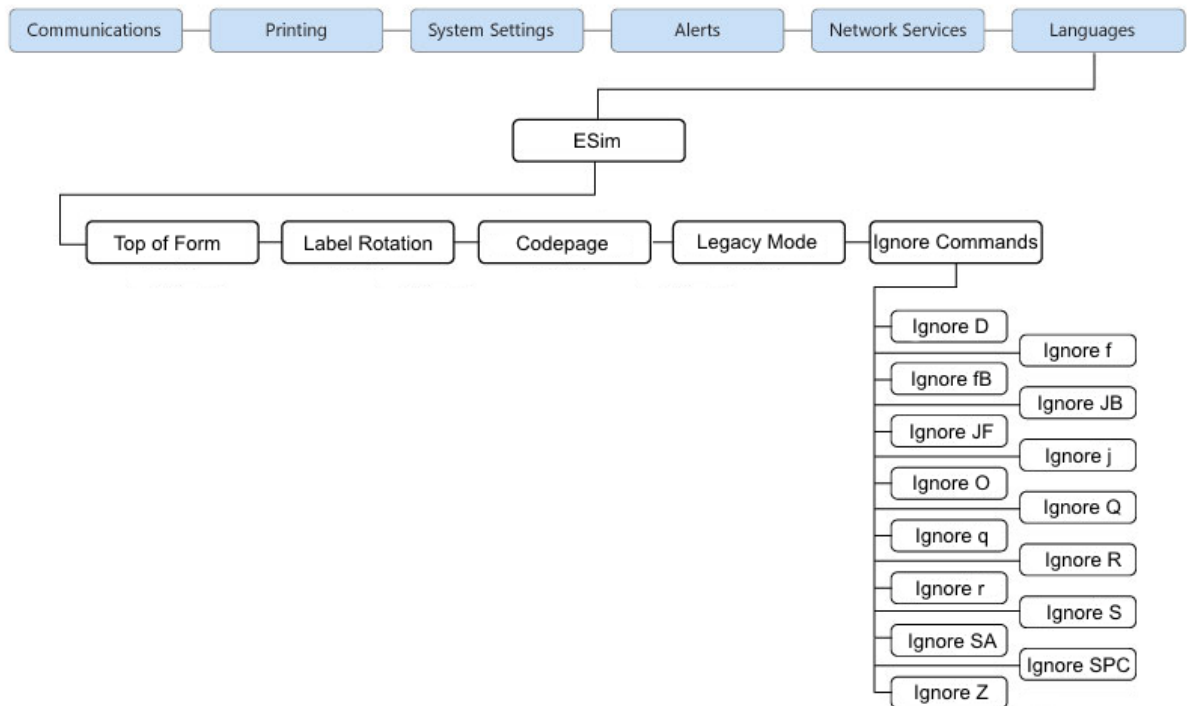 Communications
Printing
System Settings
Alerts
Network Services
Languages
ESim
Top of Form
Label Rotation
Codepage
Legacy Mode
Ignore Commands
Ignore D
Ignore f
Ignore fB
Ignore JB
Ignore JF
Ignore j
Ignore O
Ignore Q
Ignore q
Ignore R
Ignore r
Ignore S
Ignore SA
Ignore SPC
Ignore Z